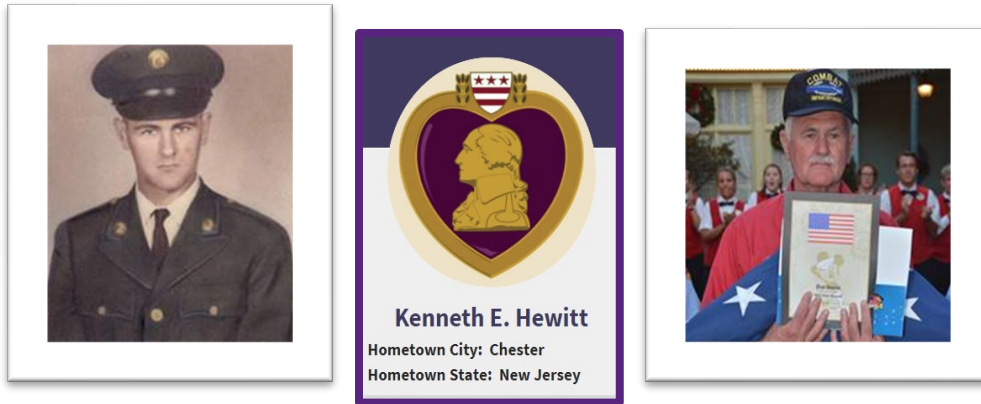 Kenneth E. Hewitt
Hometown City: Chester
Hometown State: New Jersey
COMBAT